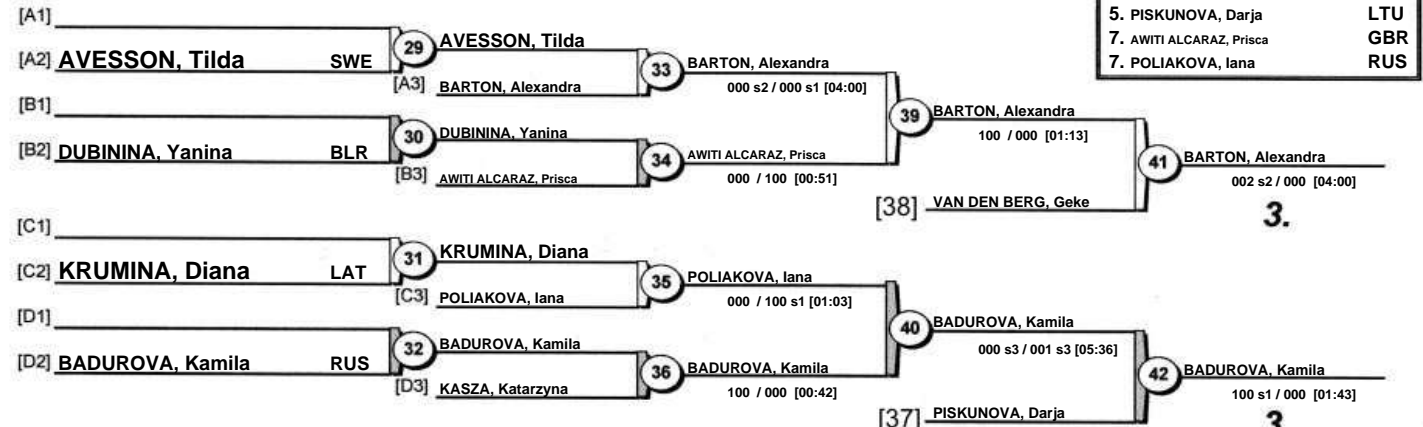 [A1]
[A2] AVESSON, Tilda SWE
29
AVESSON, Tilda
[A3] BARTON, Alexandra
33
BARTON, Alexandra
000 s2 / 000 s1 [04:00]
[B1]
[B2] DUBININA, Yanina BLR
30
DUBININA, Yanina
[B3] AWITI ALCARAZ, Prisca
34
AWITI ALCARAZ, Prisca
000 / 100 [00:51]
39
BARTON, Alexandra
100 / 000 [01:13]
[38] VAN DEN BERG, Geke
41
BARTON, Alexandra
002 s2 / 000 [04:00]
3.
[C1]
[C2] KRUMINA, Diana LAT
31
KRUMINA, Diana
[C3] POLIAKOVA, Iana
35
POLIAKOVA, Iana
000 / 100 s1 [01:03]
[D1]
[D2] BADUROVA, Kamila RUS
32
BADUROVA, Kamila
[D3] KASZA, Katarzyna
36
BADUROVA, Kamila
100 / 000 [00:42]
40
BADUROVA, Kamila
000 s3 / 001 s3 [05:36]
[37] PISKUNOVA, Darja
42
BADUROVA, Kamila
100 s1 / 000 [01:43]
3.
5. PISKUNOVA, Darja LTU
7. AWITI ALCARAZ, Prisca GBR
7. POLIAKOVA, Iana RUS